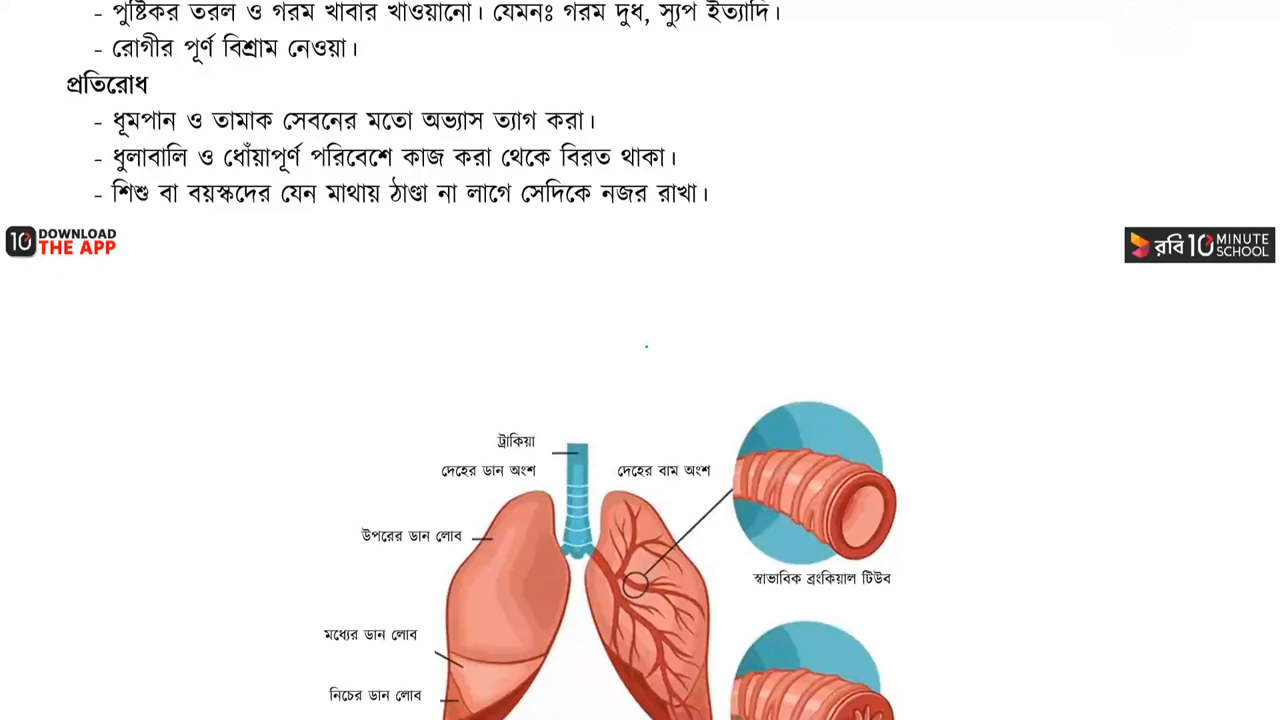 - পুষ্টিকর তরল ও গরম খাবার খাওয়ানো। যেমনঃ গরম দুধ, স্যুপ ইত্যাদি।
- রোগীর পূর্ণ বিশ্রাম নেওয়া।
প্রতিরোধ
- ধূমপান ও তামাক সেবনের মতো অভ্যাস ত্যাগ করা।
- ধুলাবালি ও ধোঁয়াপূর্ণ পরিবেশে কাজ করা থেকে বিরত থাকা।
- শিশু বা বয়স্কদের যেন মাথায় ঠাণ্ডা না লাগে সেদিকে নজর রাখা।
10 DOWNLOAD
THE APP
রবি 10 MINUTE
SCHOOL
ট্রাকিয়া
দেহের ডান অংশ
দেহের বাম অংশ
উপরের ডান লোব
স্বাভাবিক ব্রংকিয়াল টিউব
মধ্যের ডান লোব
নিচের ডান লোব